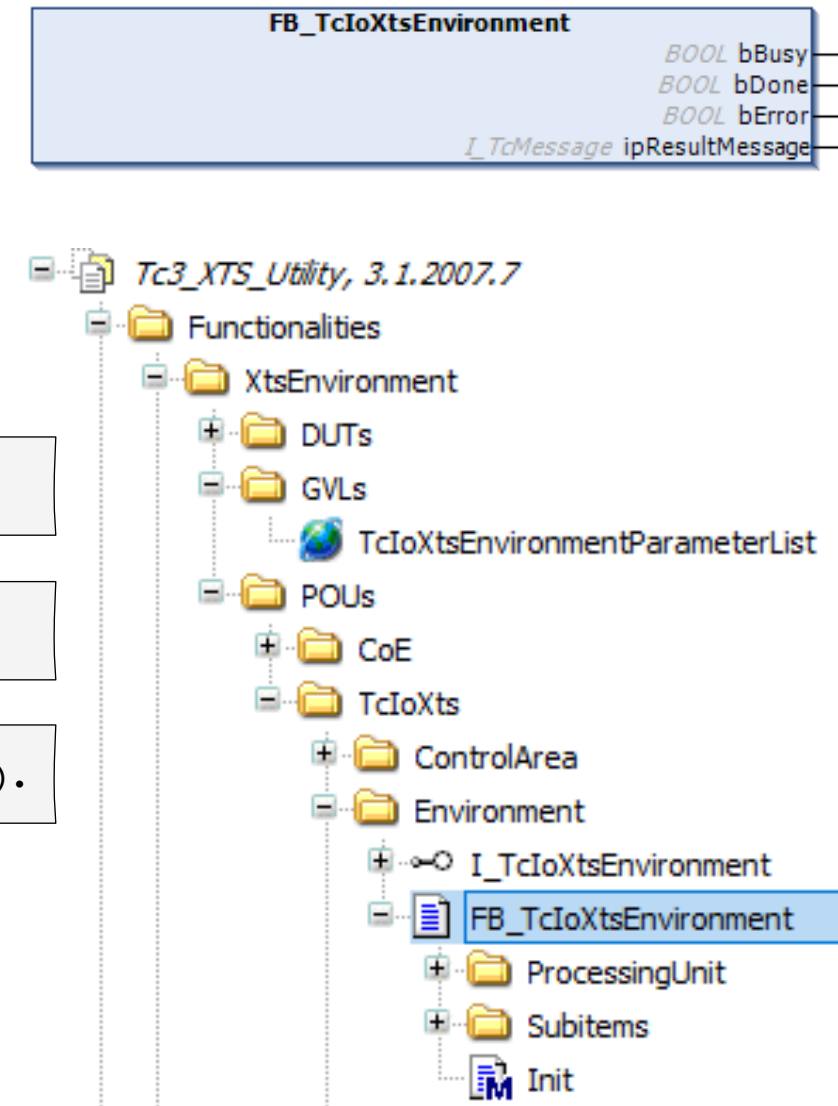 FB_TcIoXtsEnvironment
BOOL bBusy
BOOL bDone
BOOL bError
I_TcMessage ipResultMessage
Tc3_XTS_Utility, 3.1.2007.7
Functionalities
XtsEnvironment
DUTs
GVLs
TcIoXtsEnvironmentParameterList
POUs
CoE
TcIoXts
).
ControlArea
Environment
I_TcIoXtsEnvironment
FB_TcIoXtsEnvironment
ProcessingUnit
Subitems
Init